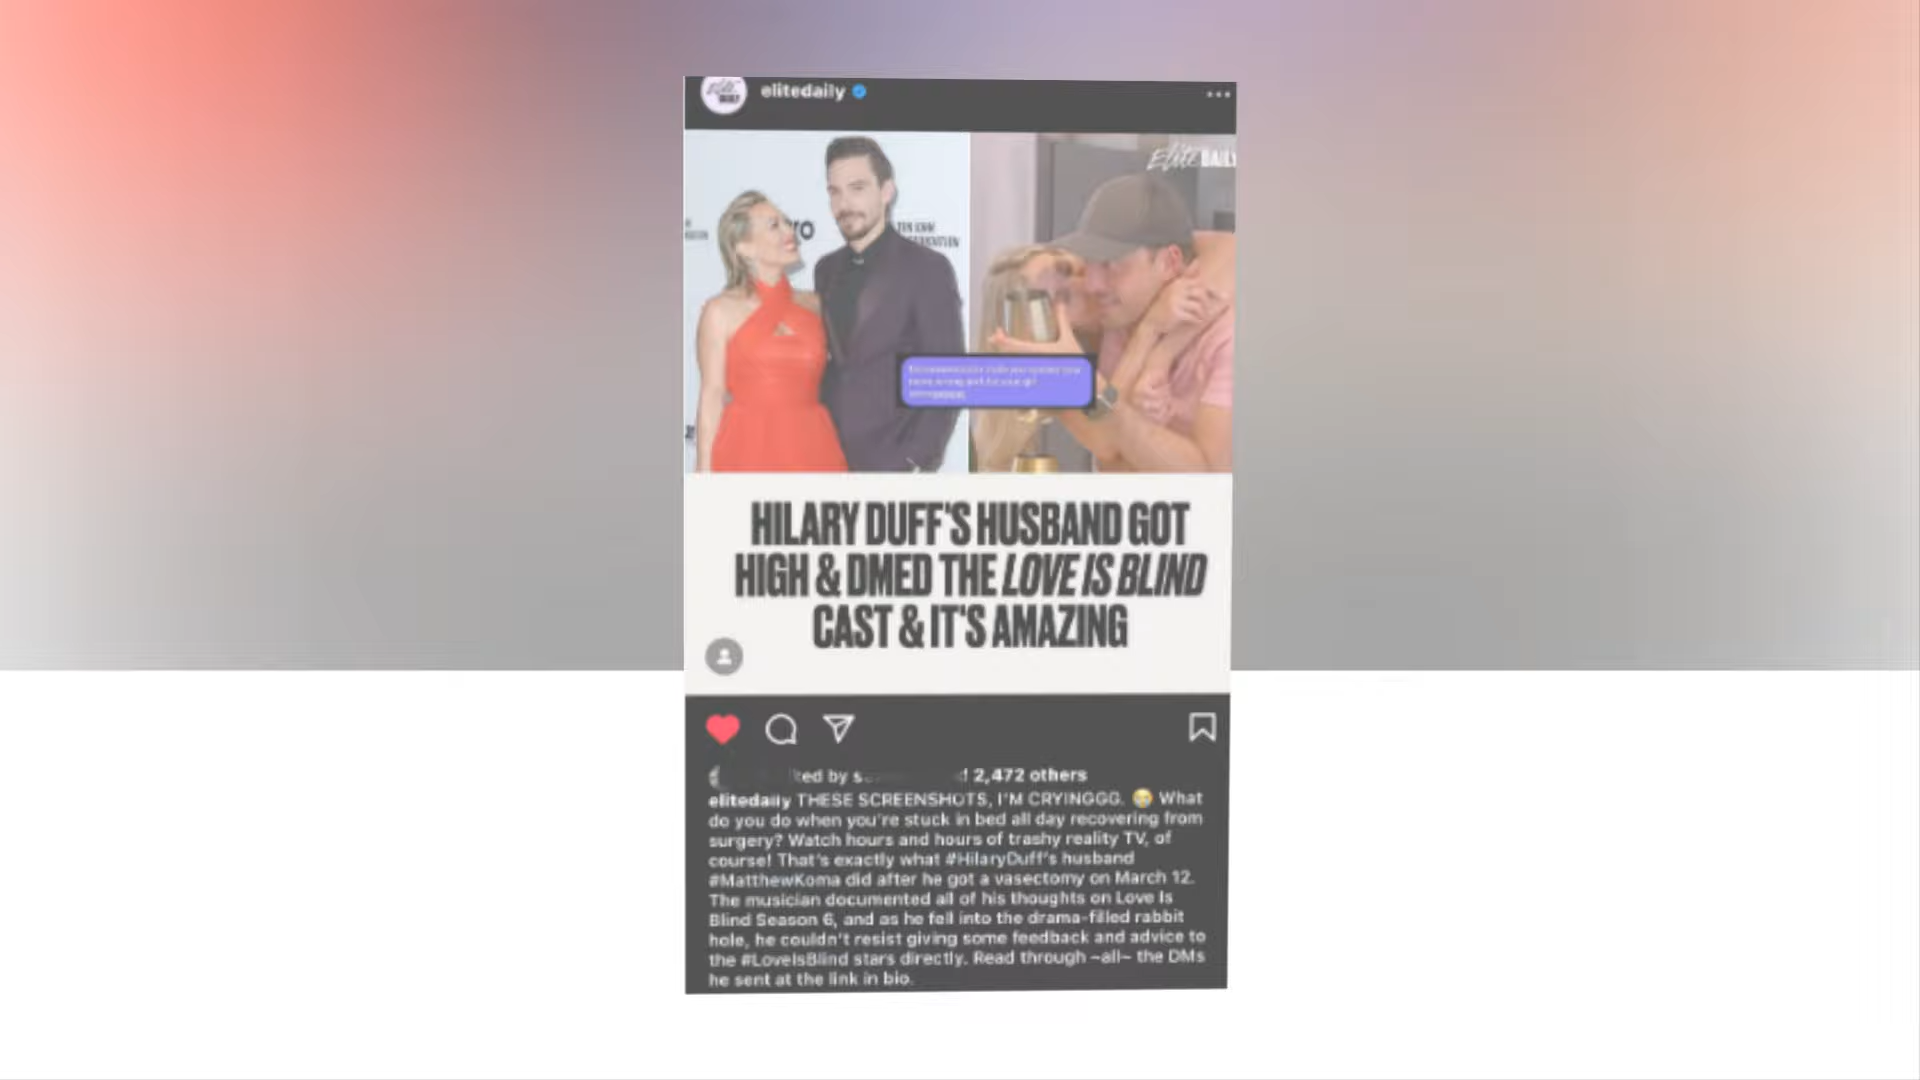 elitedaily
Elite DAILY
HILARY DUFF'S HUSBAND GOT
HIGH & DMED THE LOVE IS BLIND
CAST & IT'S AMAZING
2,472 others
elitedaily THESE SCREENSHOTS, I'M CRYINGGG. 😭 What
do you do when you're stuck in bed all day recovering from
surgery? Watch hours and hours of trashy reality TV, of
course! That's exactly what #HilaryDuff's husband
#MatthewKoma did after he got a vasectomy on March 12.
The musician documented all of his thoughts on Love Is
Blind Season 6, and as he fell into the drama-filled rabbit
hole, he couldn't resist giving some feedback and advice to
the #LoveIsBlind stars directly. Read through ~all~ the DMs
he sent at the link in bio.